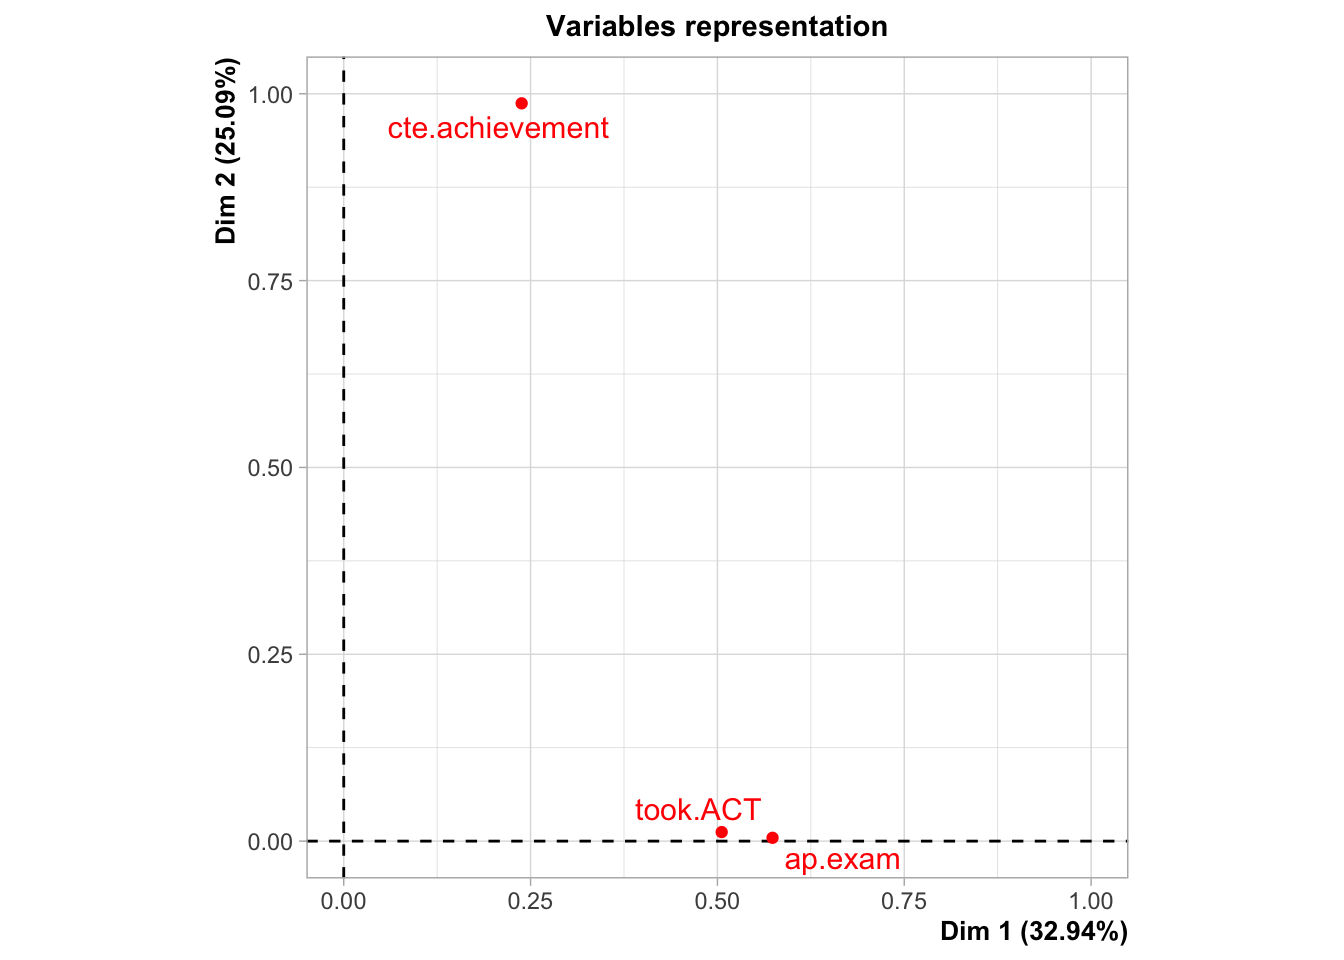 Variables representation
Dim 2 (25.09%)
1.00
0.75
0.50
0.25
0.00
cte.achievement
took.ACT
ap.exam
0.00 0.25 0.50 0.75 1.00
Dim 1 (32.94%)